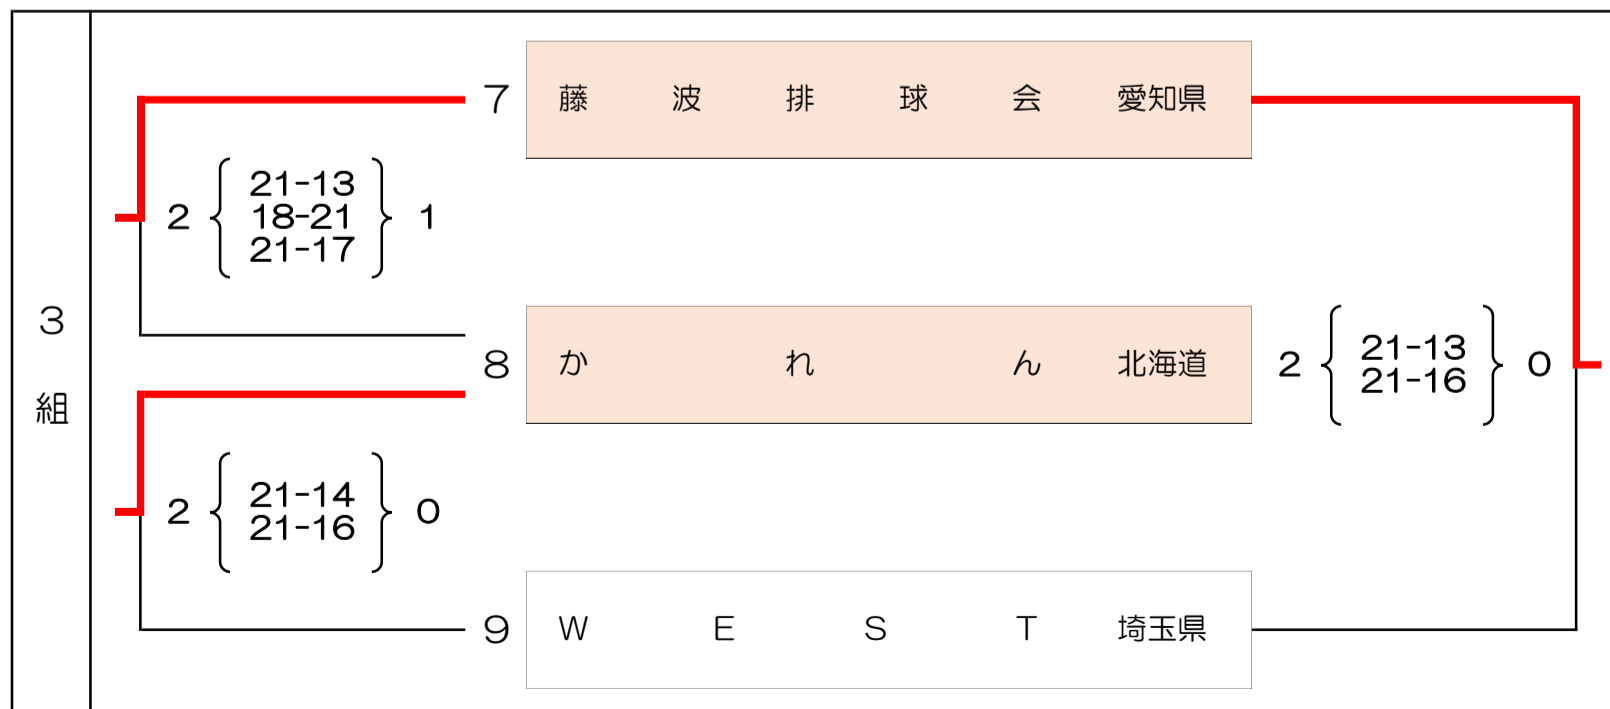 3組
7 藤波排球会 愛知県
2 { 21-13 18-21 21-17 } 1
8 かれん 北海道
2 { 21-13 21-16 } 0
2 { 21-14 21-16 } 0
9 WEST 埼玉県